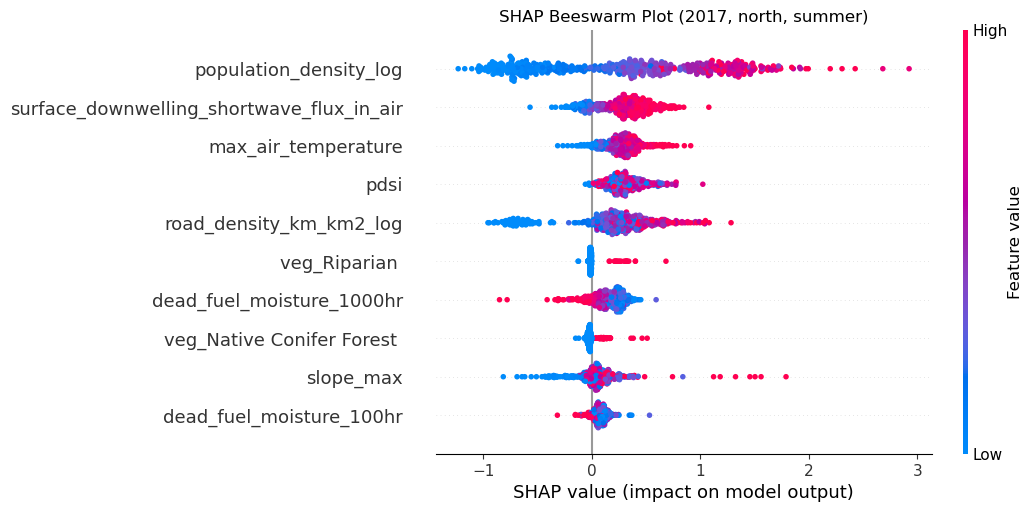 SHAP Beeswarm Plot (2017, north, summer)
High
population_density_log
surface_downwelling_shortwave_flux_in_air
max_air_temperature
pdsi
road_density_km_km2_log
veg_Riparian
dead_fuel_moisture_1000hr
veg_Native Conifer Forest
slope_max
dead_fuel_moisture_100hr
Feature value
Low
−1
0
1
2
3
SHAP value (impact on model output)